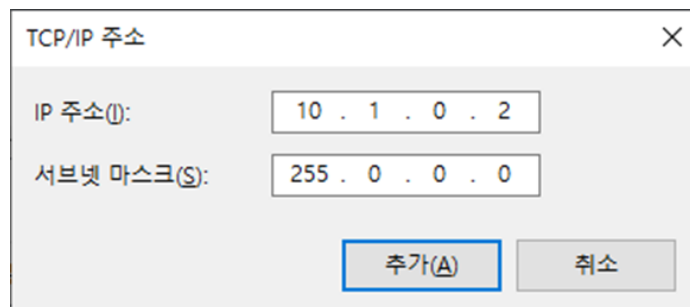 TCP/IP 주소
IP 주소(I): 10 . 1 . 0 . 2
서브넷 마스크(S): 255 . 0 . 0 . 0
추가(A) 취소